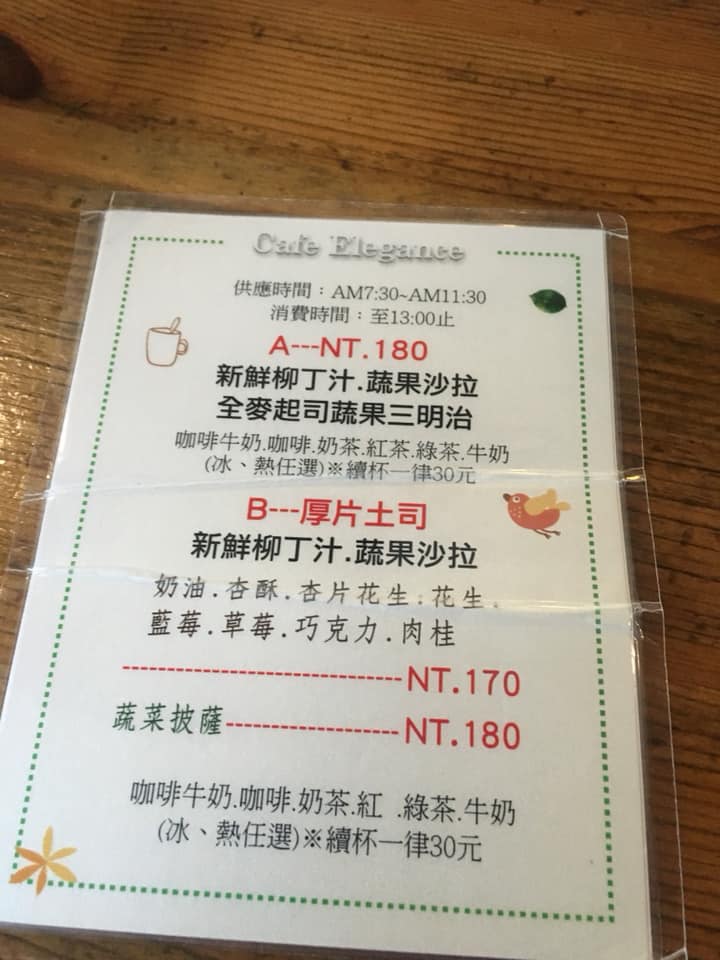 Cafe Elegance
供應時間：AM7:30~AM11:30
消費時間：至13:00止
A---NT.180
新鮮柳丁汁.蔬果沙拉
全麥起司蔬果三明治
咖啡牛奶.咖啡.奶茶.紅茶.綠茶.牛奶
(冰、熱任選)※續杯一律30元
B---厚片土司
新鮮柳丁汁.蔬果沙拉
奶油.杏酥.杏片花生.花生.
藍莓.草莓.巧克力.肉桂
------------------------------NT.170
蔬菜披薩-------------------NT.180
咖啡牛奶.咖啡.奶茶.紅 .綠茶.牛奶
(冰、熱任選)※續杯一律30元